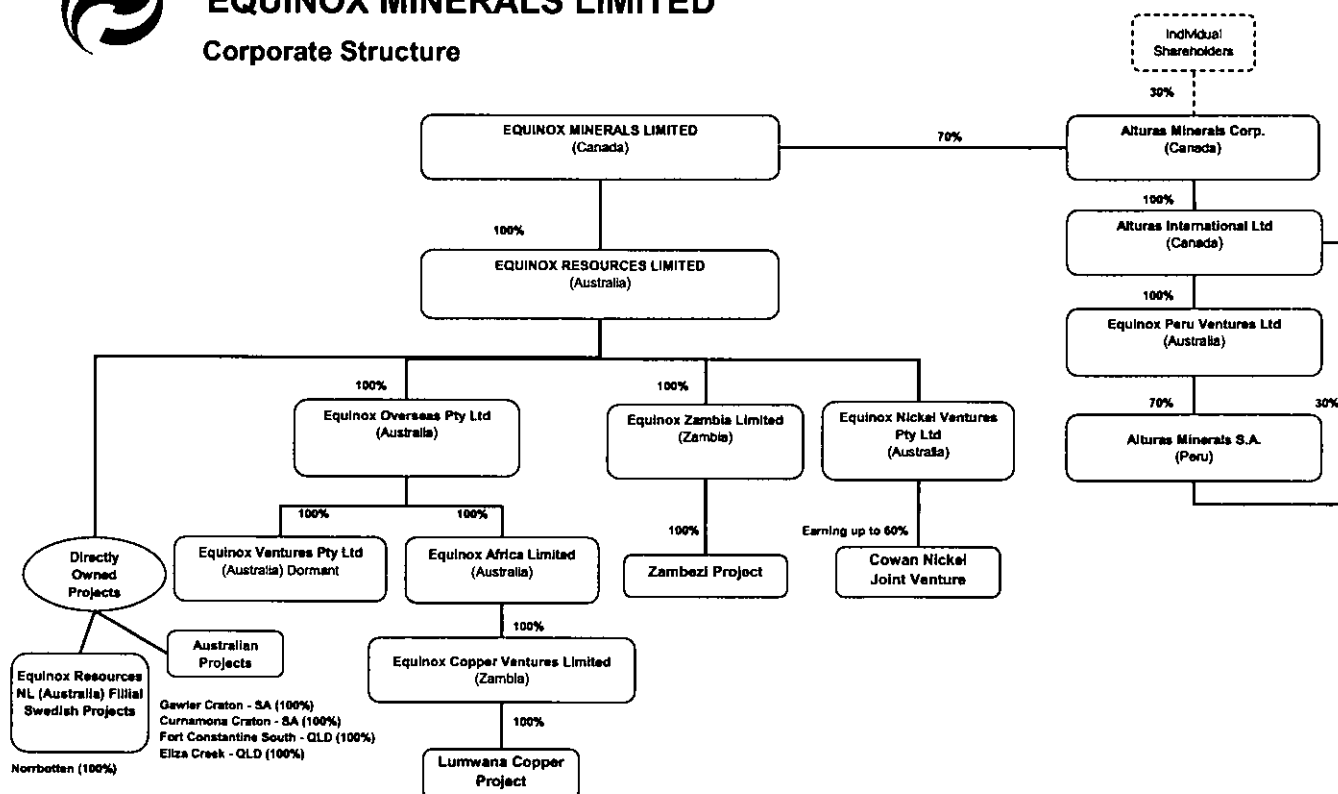 EQUINOX MINERALS LIMITED
Corporate Structure
Individual
Shareholders
30%
EQUINOX MINERALS LIMITED
(Canada)
70%
Alturas Minerals Corp.
(Canada)
100%
100%
Alturas International Ltd
(Canada)
EQUINOX RESOURCES LIMITED
(Australia)
100%
Equinox Peru Ventures Ltd
(Australia)
100%
100%
70%
30%
Equinox Overseas Pty Ltd
(Australia)
Equinox Zambia Limited
(Zambia)
Equinox Nickel Ventures
Pty Ltd
(Australia)
Alturas Minerals S.A.
(Peru)
100%
100%
100%
Earning up to 60%
Directly
Owned
Projects
Equinox Ventures Pty Ltd
(Australia) Dormant
Equinox Africa Limited
(Australia)
Zambezi Project
Cowan Nickel
Joint Venture
100%
Australian
Projects
Equinox Resources
NL (Australia) Filial
Swedish Projects
Equinox Copper Ventures Limited
(Zambia)
Gawler Craton - SA (100%)
Curnamona Craton - SA (100%)
Fort Constantine South - QLD (100%)
Eliza Creek - QLD (100%)
100%
Norrbotten (100%)
Lumwana Copper
Project